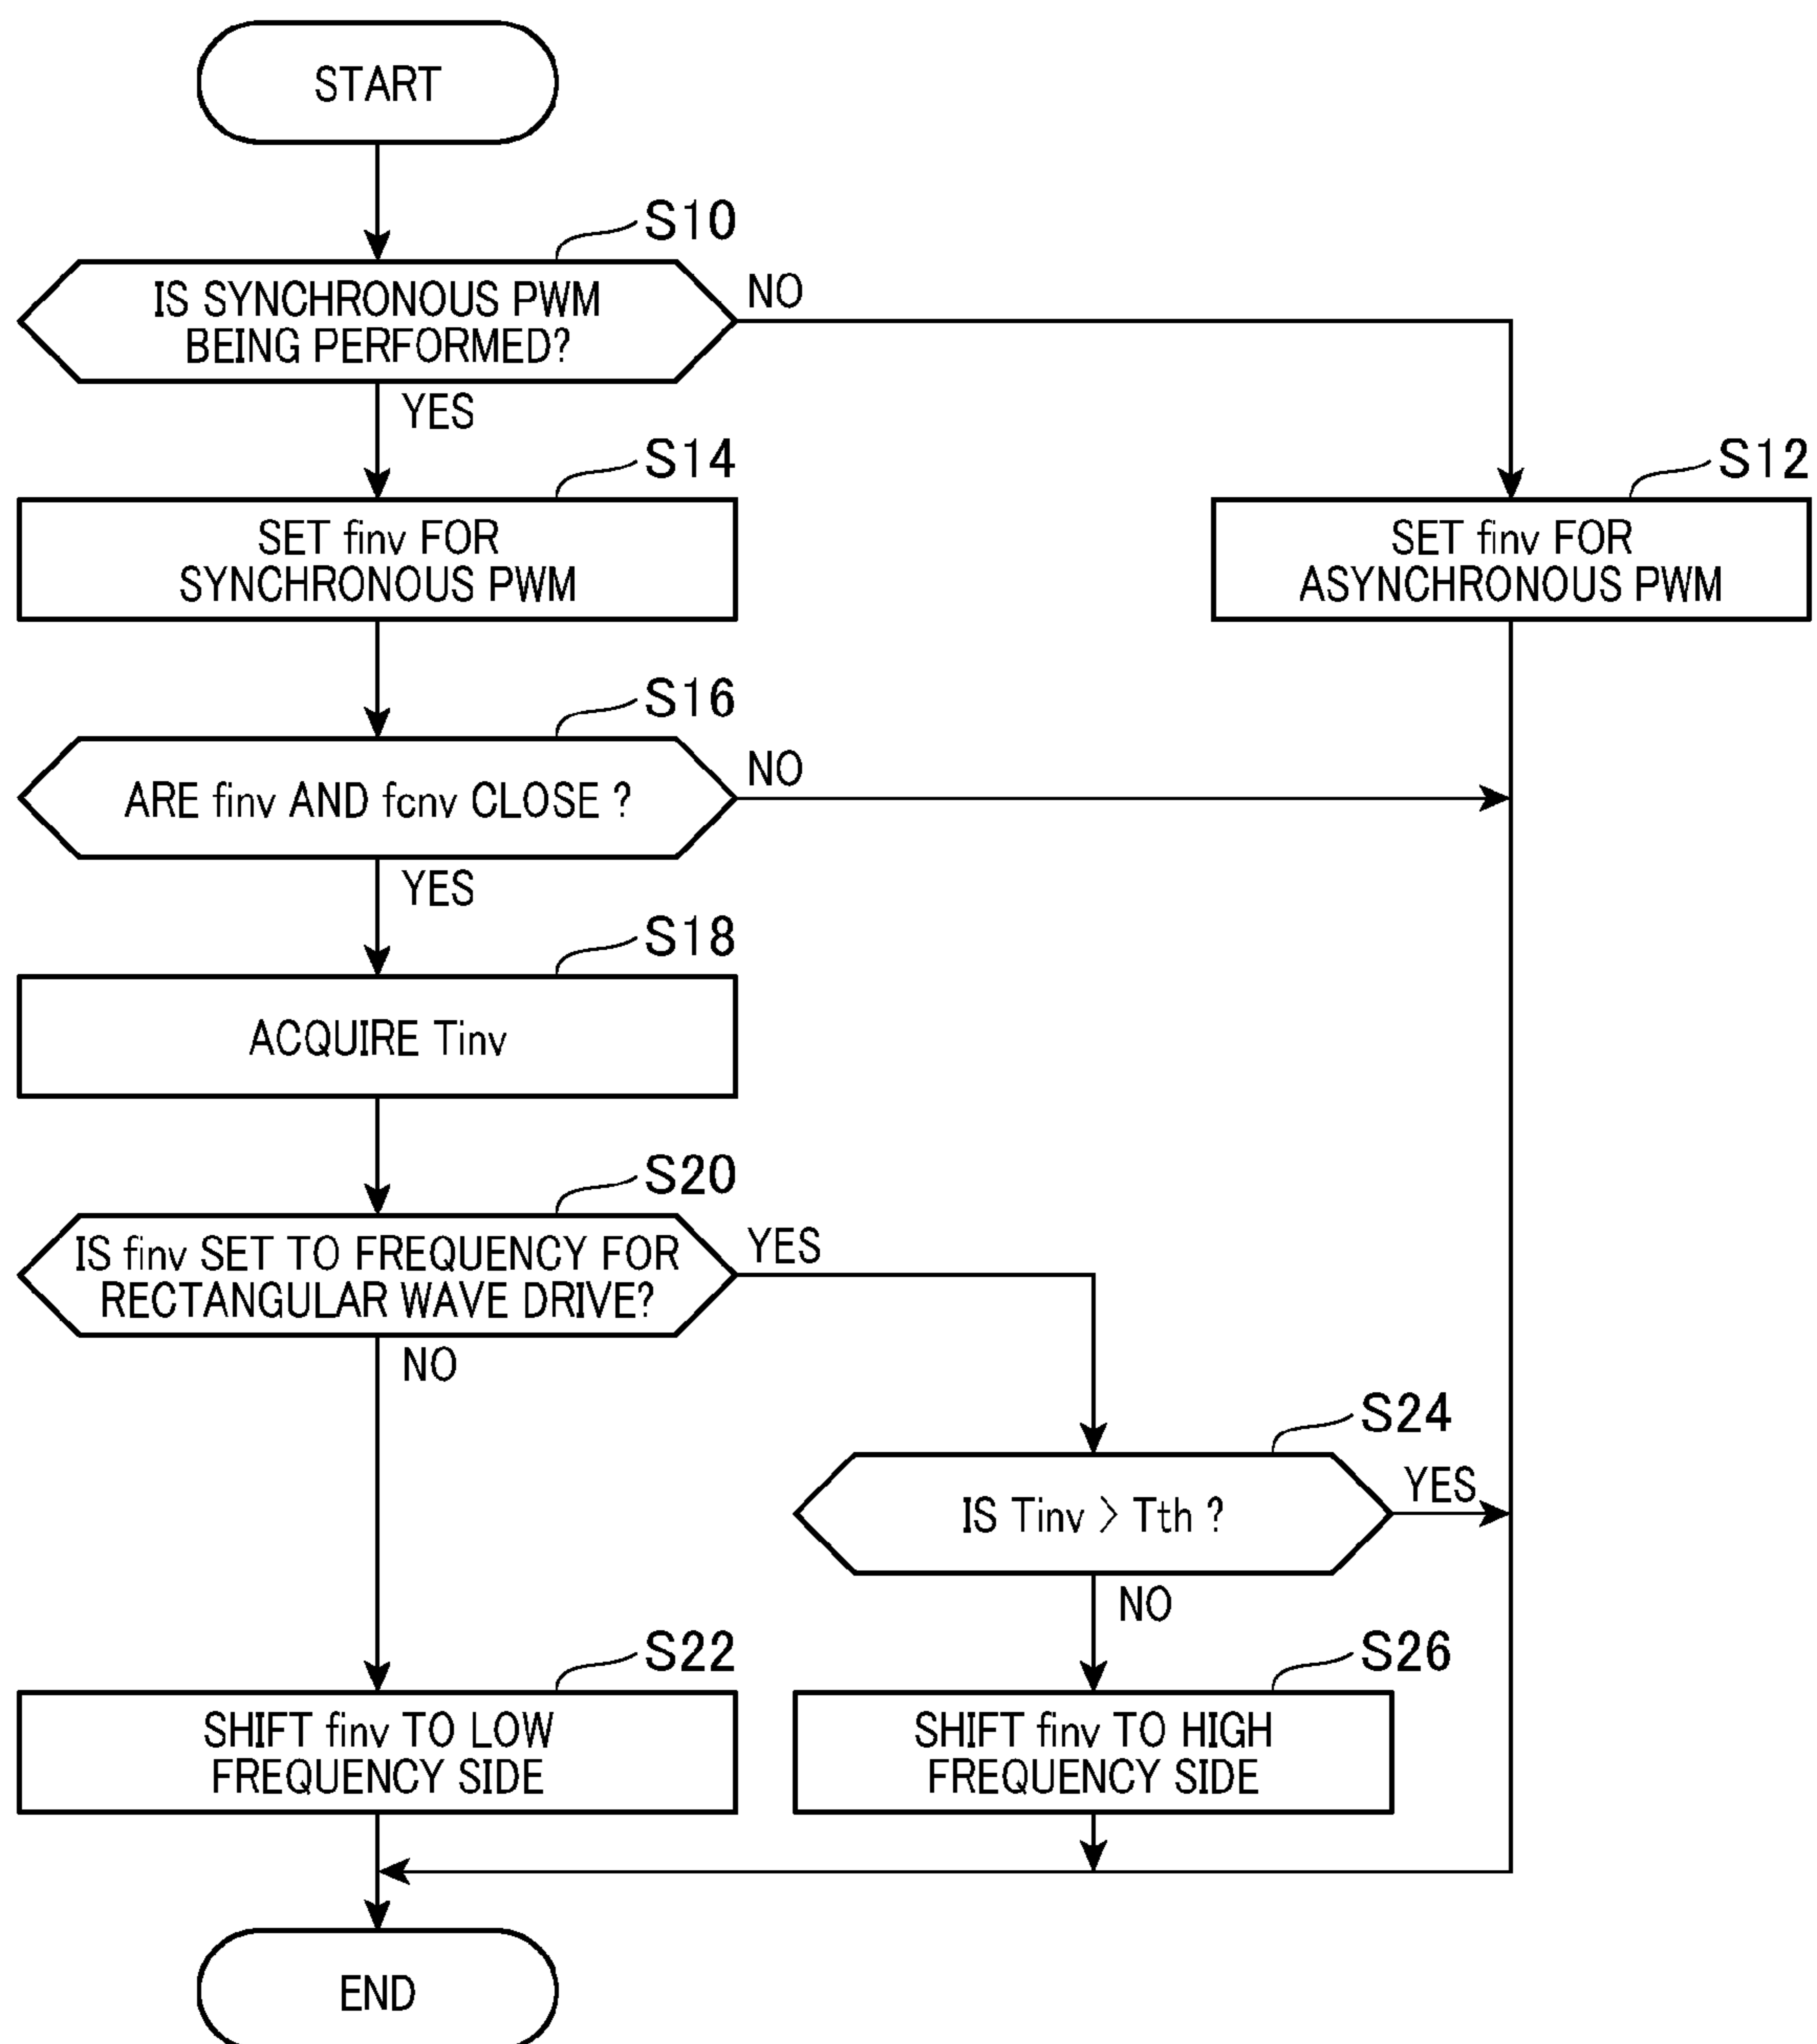 START
S10
IS SYNCHRONOUS PWM
BEING PERFORMED?
NO
YES
S14
SET finv FOR
SYNCHRONOUS PWM
S12
SET finv FOR
ASYNCHRONOUS PWM
S16
ARE finv AND fcnv CLOSE ?
NO
YES
S18
ACQUIRE Tinv
S20
IS finv SET TO FREQUENCY FOR
RECTANGULAR WAVE DRIVE?
YES
NO
S24
IS Tinv > Tth ?
YES
NO
S22
SHIFT finv TO LOW
FREQUENCY SIDE
S26
SHIFT finv TO HIGH
FREQUENCY SIDE
END